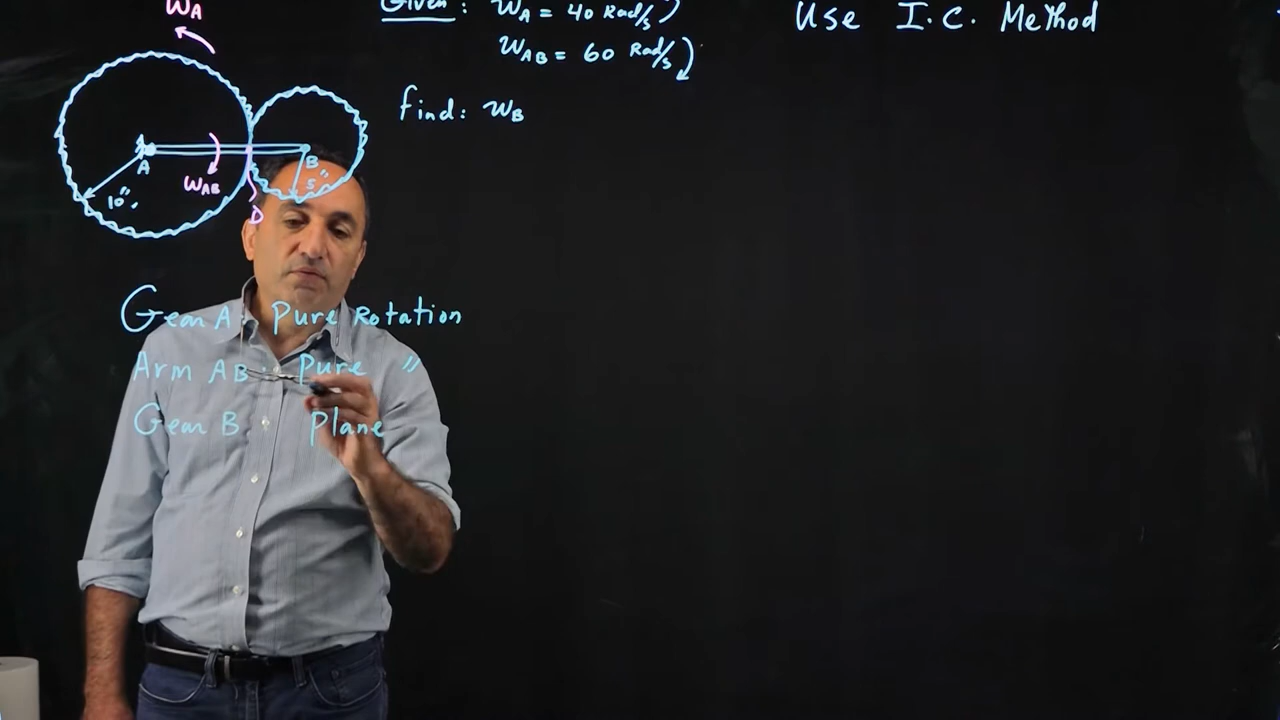 Given: ωA = 40 Rad/s
Use I.C. Method
ωAB = 60 Rad/s
find: ωB
ωA
A
B
10"
ωAB
5"
D
Gear A: Pure Rotation
Arm AB: Pure "
Gear B: Plane